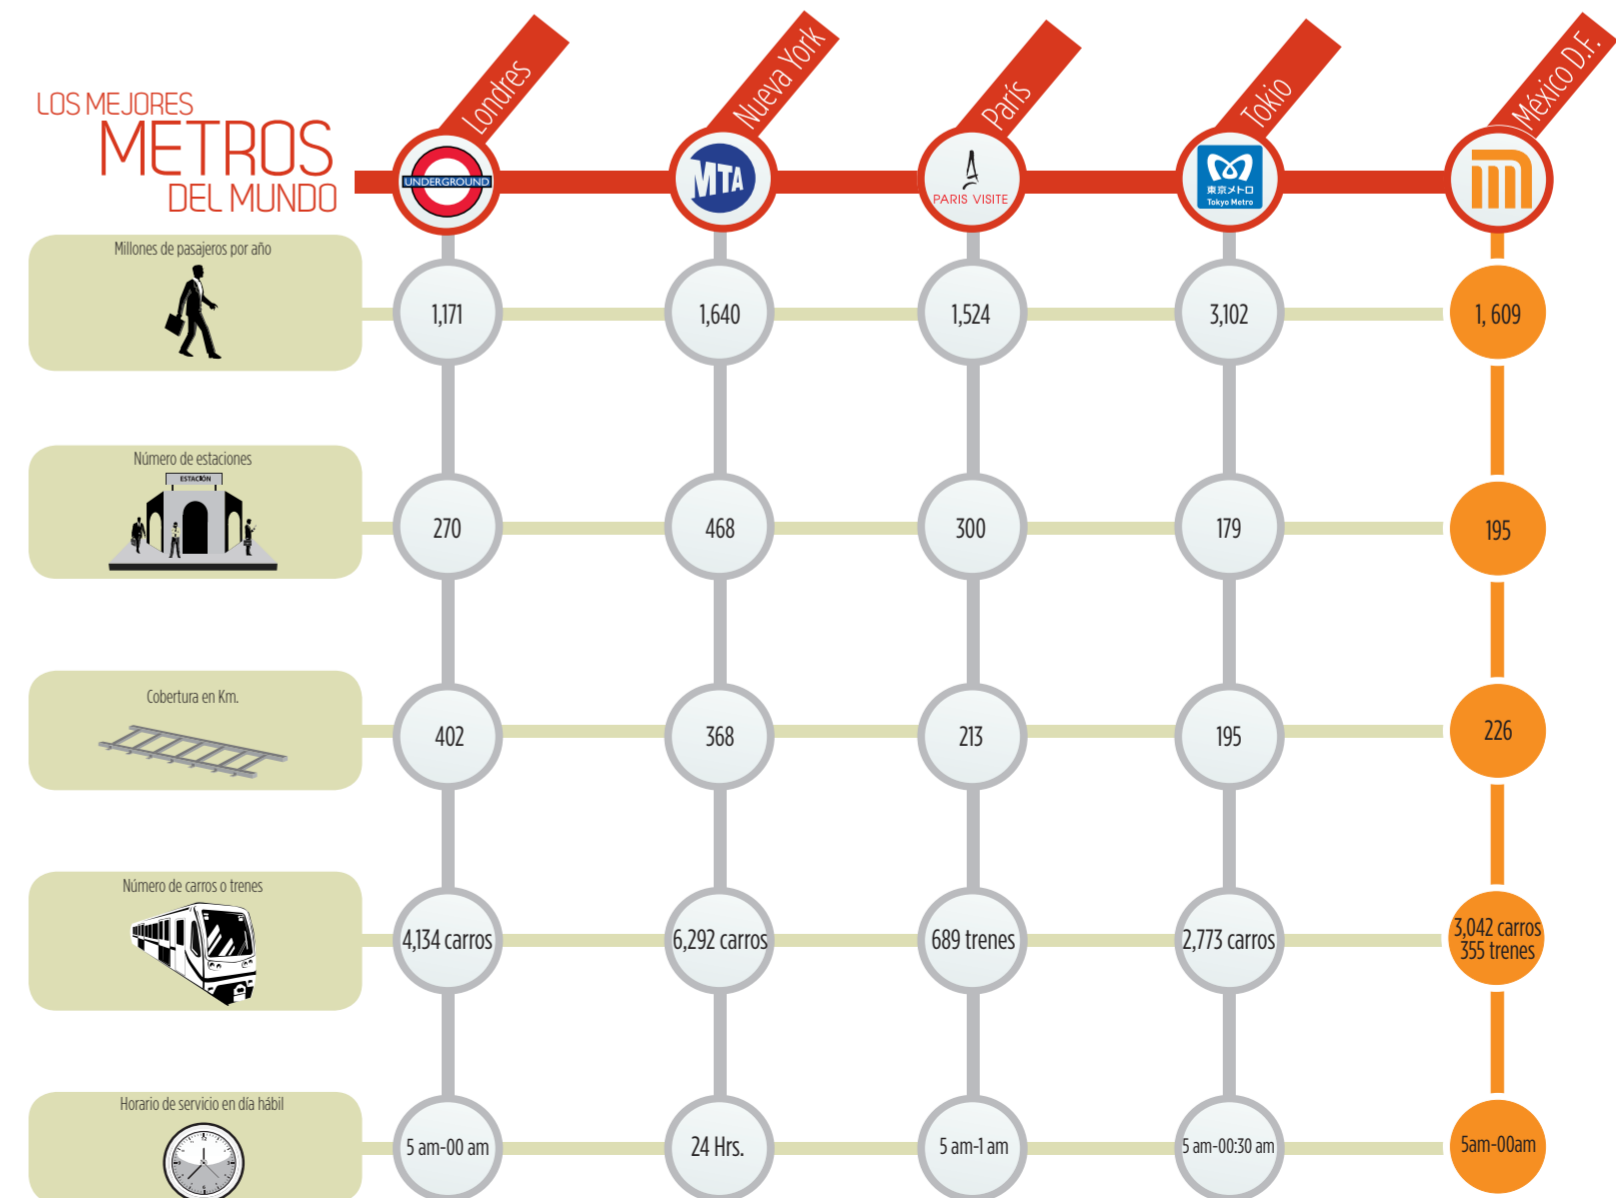 LOS MEJORES
METROS
DEL MUNDO
Londres
Nueva York
París
Tokio
México D.F.
UNDERGROUND
MTA
PARIS VISITE
東京メトロ
Tokyo Metro
Millones de pasajeros por año
1,171
1,640
1,524
3,102
1, 609
Número de estaciones
ESTACIÓN
270
468
300
179
195
Cobertura en Km.
402
368
213
195
226
Número de carros o trenes
4,134 carros
6,292 carros
689 trenes
2,773 carros
3,042 carros
355 trenes
Horario de servicio en día hábil
5 am-00 am
24 Hrs.
5 am-1 am
5 am-00:30 am
5am-00am